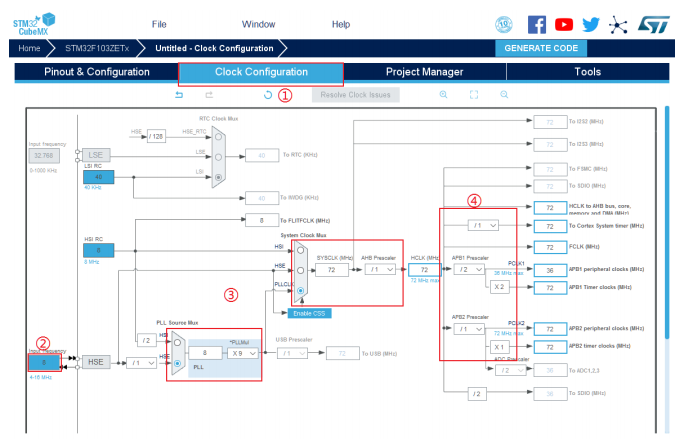 STM32
CubeMX
File
Window
Help
Home
STM32F103ZETx
Untitled - Clock Configuration
GENERATE CODE
Pinout & Configuration
Clock Configuration
Project Manager
Tools
①
Resolve Clock Issues
RTC Clock Mux
HSE
/ 128
HSE_RTC
Input frequency
32.768
0-1000 KHz
LSE
LSE
LSI RC
40
40 KHz
LSI
40
To RTC (KHz)
40
To IWDG (KHz)
8
To FLITFCLK (MHz)
HSI RC
8
8 MHz
System Clock Mux
HSI
HSE
PLLCLK
SYSCLK (MHz)
72
AHB Prescaler
/ 1
HCLK (MHz)
72
72 MHz max
Enable CSS
③
④
72
To I2S2 (MHz)
72
To I2S3 (MHz)
72
To FSMC (MHz)
72
To SDIO (MHz)
72
HCLK to AHB bus, core,
memory and DMA (MHz)
/ 1
72
To Cortex System timer (MHz)
72
FCLK (MHz)
APB1 Prescaler
/ 2
PCLK1
36 MHz max
36
APB1 peripheral clocks (MHz)
X 2
72
APB1 Timer clocks (MHz)
APB2 Prescaler
/ 1
PCLK2
72 MHz max
72
APB2 peripheral clocks (MHz)
X 1
72
APB2 timer clocks (MHz)
ADC Prescaler
/ 2
36
To ADC1,2,3
/ 2
36
To SDIO (MHz)
②
Input frequency
8
4-16 MHz
HSE
/ 1
PLL Source Mux
/ 2
HSI
HSE
8
PLL
*PLLMul
X 9
USB Prescaler
/ 1
72
To USB (MHz)